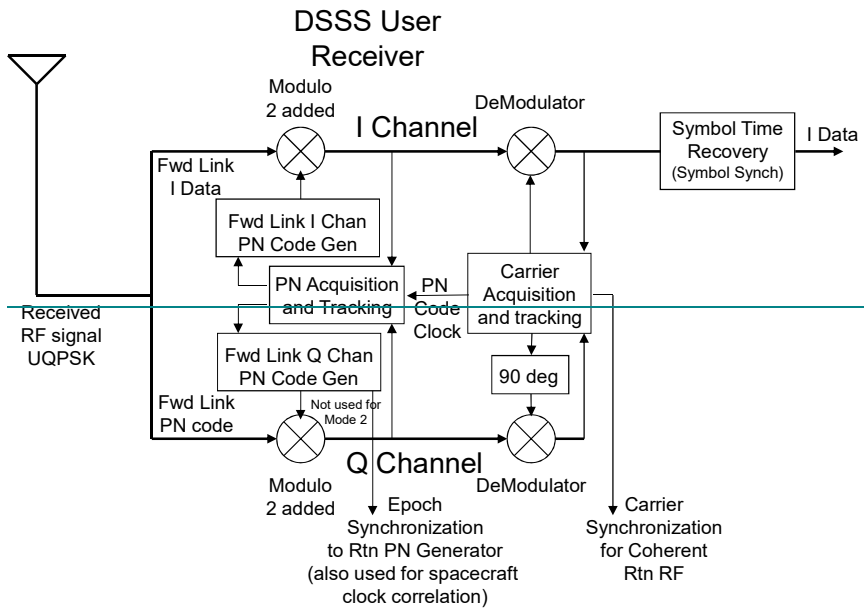 DSSS User
Receiver
Modulo
2 added
I Channel
DeModulator
Symbol Time
Recovery
(Symbol Synch)
I Data
Fwd Link
I Data
Fwd Link I Chan
PN Code Gen
PN Acquisition
and Tracking
PN
Code
Clock
Carrier
Acquisition
and tracking
Received
RF signal
UQPSK
Fwd Link Q Chan
PN Code Gen
90 deg
Fwd Link
PN code
Not used for
Mode 2
Q Channel
Modulo
2 added
DeModulator
Epoch
Synchronization
to Rtn PN Generator
(also used for spacecraft
clock correlation)
Carrier
Synchronization
for Coherent
Rtn RF